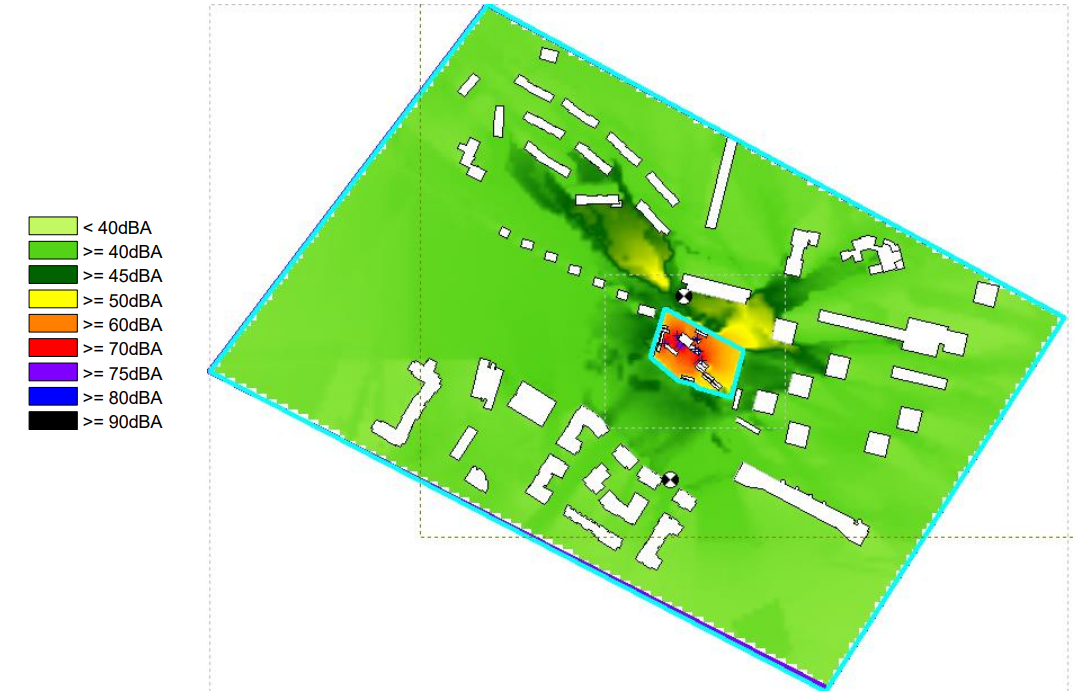 < 40dBA
>= 40dBA
>= 45dBA
>= 50dBA
>= 60dBA
>= 70dBA
>= 75dBA
>= 80dBA
>= 90dBA